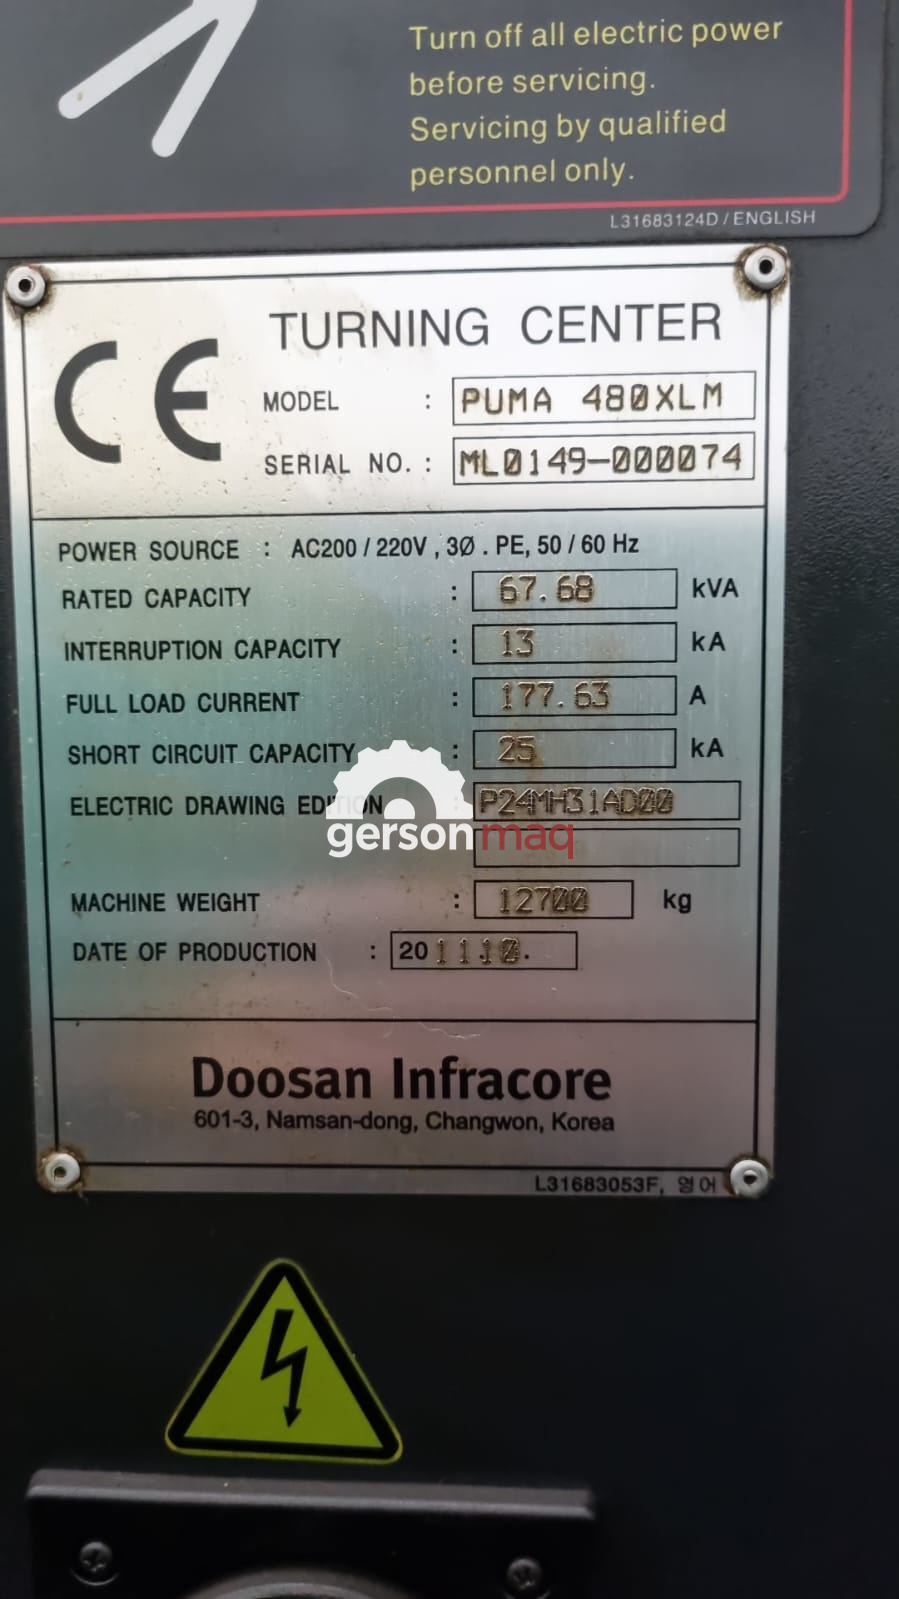 Turn off all electric power
before servicing.
Servicing by qualified
personnel only.
L31683124D / ENGLISH
CE TURNING CENTER
MODEL : PUMA 480XLM
SERIAL NO. : ML0149-000074
POWER SOURCE : AC200 / 220V , 3Ø . PE, 50 / 60 Hz
RATED CAPACITY : 67.68 kVA
INTERRUPTION CAPACITY : 13 kA
FULL LOAD CURRENT : 177.63 A
SHORT CIRCUIT CAPACITY : 25 kA
ELECTRIC DRAWING EDITION : P24MH31AD00
gersonmaq
MACHINE WEIGHT : 12700 kg
DATE OF PRODUCTION : 20 11.10.
Doosan Infracore
601-3, Namsan-dong, Changwon, Korea
L31683053F, 영어